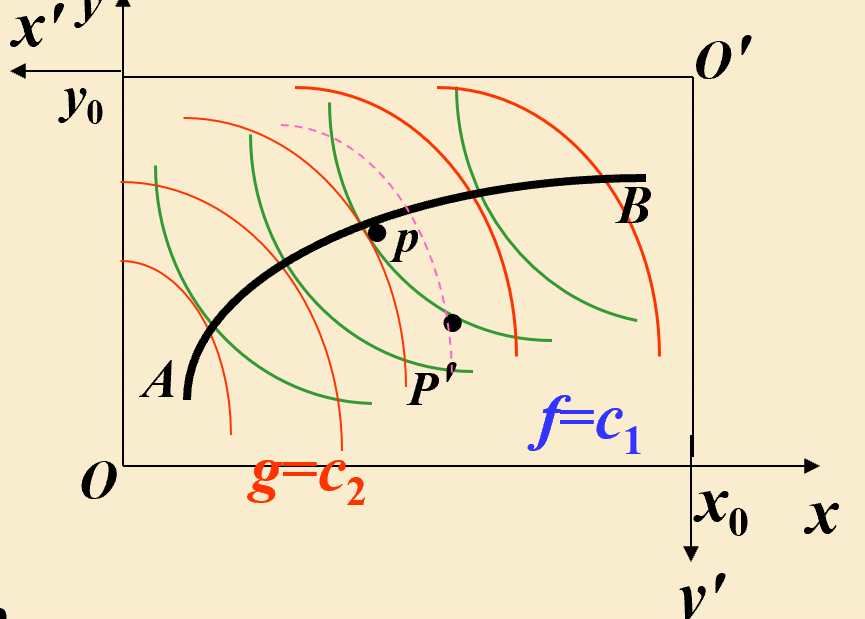 y
x′
O′
y₀
B
p
A
P′
f=c₁
O
g=c₂
x₀
x
y′